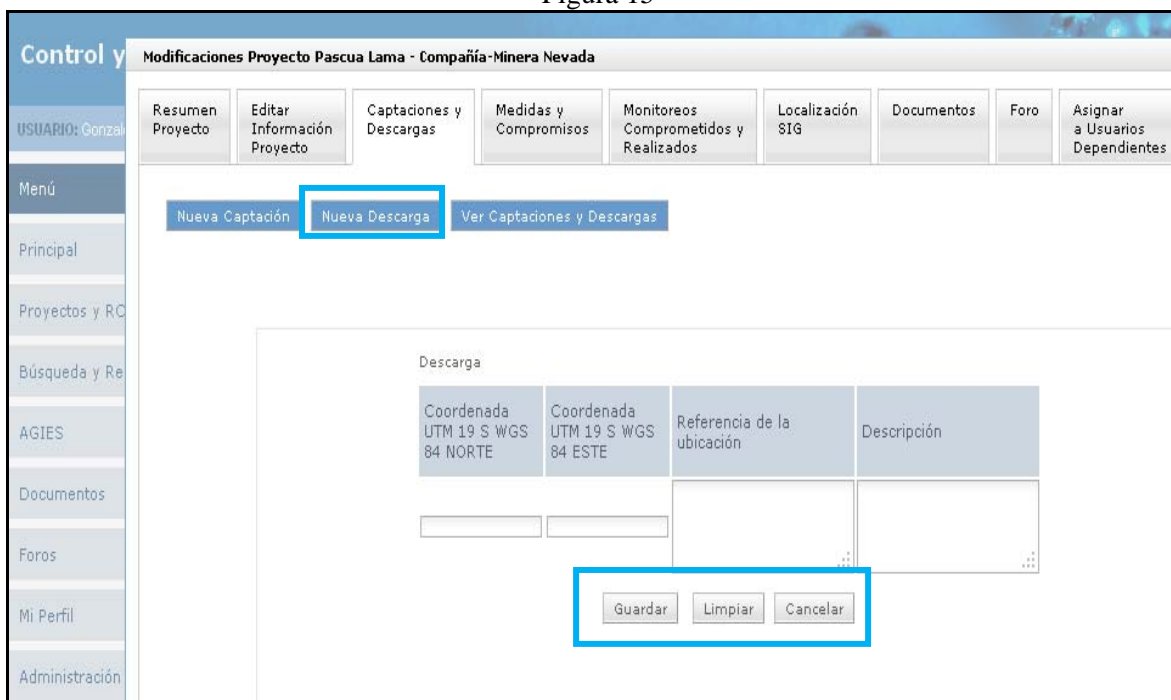 Control y
Modificaciones Proyecto Pascua Lama - Compañía-Minera Nevada
USUARIO:
Resumen
Proyecto
Editar
Información
Proyecto
Captaciones y
Descargas
Medidas y
Compromisos
Monitoreos
Comprometidos y
Realizados
Localización
SIG
Documentos
Foro
Asignar
a Usuarios
Dependientes
Menú
Principal
Proyectos y RC
Búsqueda y Re
AGIES
Documentos
Foros
Mi Perfil
Administración
Nueva Captación
Nueva Descarga
Ver Captaciones y Descargas
Descarga
Coordenada
UTM 19 S WGS
84 NORTE
Coordenada
UTM 19 S WGS
84 ESTE
Referencia de la
ubicación
Descripción
Guardar
Limpiar
Cancelar